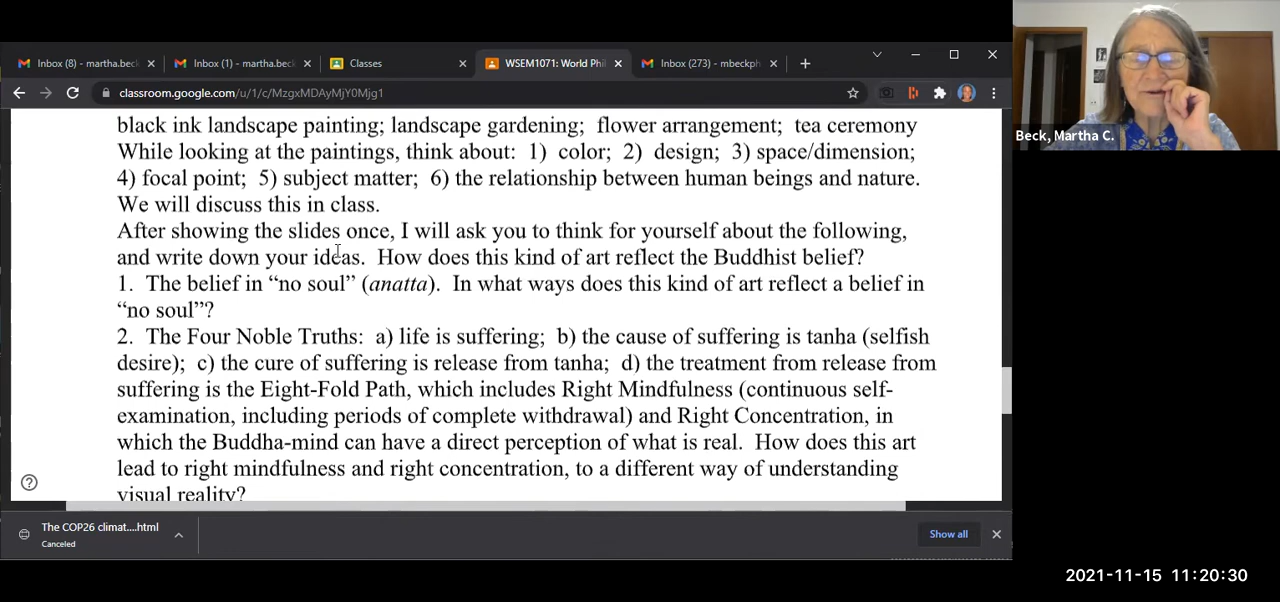 Inbox (8) - martha.bec
Inbox (1) - martha.bec
Classes
WSEM1071: World Phi
Inbox (273) - mbeckph
classroom.google.com/u/1/c/MzgxMDAyMjY0Mjg1
black ink landscape painting; landscape gardening; flower arrangement; tea ceremony
While looking at the paintings, think about: 1) color; 2) design; 3) space/dimension;
4) focal point; 5) subject matter; 6) the relationship between human beings and nature.
We will discuss this in class.
After showing the slides once, I will ask you to think for yourself about the following,
and write down your ideas. How does this kind of art reflect the Buddhist belief?
1. The belief in “no soul” (anatta). In what ways does this kind of art reflect a belief in
“no soul”?
2. The Four Noble Truths: a) life is suffering; b) the cause of suffering is tanha (selfish
desire); c) the cure of suffering is release from tanha; d) the treatment from release from
suffering is the Eight-Fold Path, which includes Right Mindfulness (continuous self-
examination, including periods of complete withdrawal) and Right Concentration, in
which the Buddha-mind can have a direct perception of what is real. How does this art
lead to right mindfulness and right concentration, to a different way of understanding
visual reality?
The COP26 climat....html
Canceled
Show all
Beck, Martha C.
2021-11-15 11:20:30